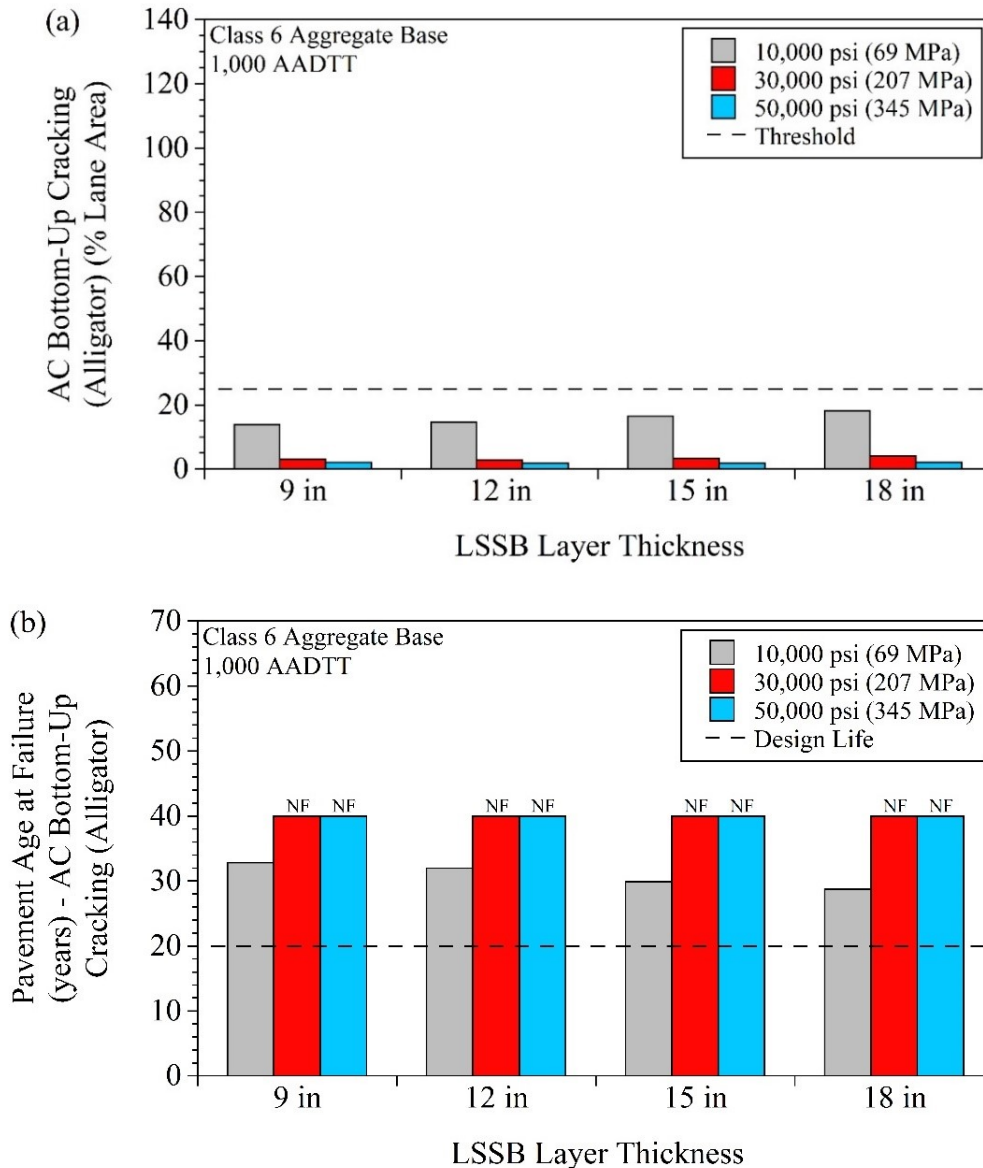 (a)
AC Bottom-Up Cracking
(Alligator) (% Lane Area)
140
120
100
80
60
40
20
0
Class 6 Aggregate Base
1,000 AADTT
10,000 psi (69 MPa)
30,000 psi (207 MPa)
50,000 psi (345 MPa)
Threshold
9 in
12 in
15 in
18 in
LSSB Layer Thickness
(b)
Pavement Age at Failure
(years) - AC Bottom-Up
Cracking (Alligator)
70
60
50
40
30
20
10
0
Class 6 Aggregate Base
1,000 AADTT
10,000 psi (69 MPa)
30,000 psi (207 MPa)
50,000 psi (345 MPa)
Design Life
NF NF NF NF NF NF NF NF
9 in
12 in
15 in
18 in
LSSB Layer Thickness